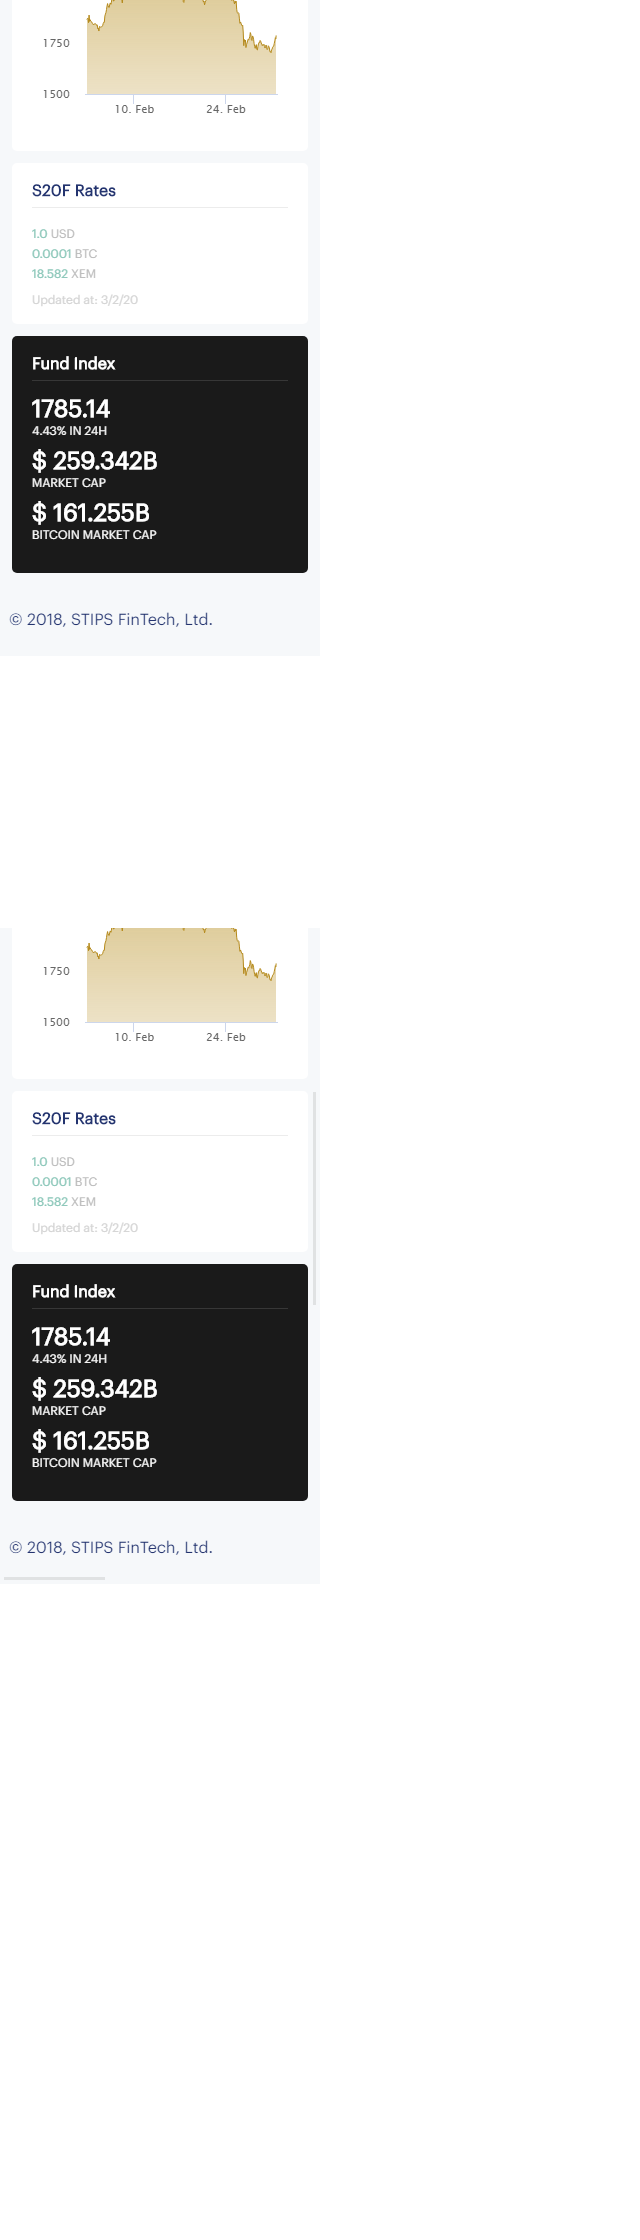 1750
1500
10. Feb 24. Feb
S20F Rates
1.0 USD
0.0001 BTC
18.582 XEM
Updated at: 3/2/20
Fund Index
1785.14
4.43% IN 24H
$ 259.342B
MARKET CAP
$ 161.255B
BITCOIN MARKET CAP
© 2018, STIPS FinTech, Ltd.
1750
1500
10. Feb 24. Feb
S20F Rates
1.0 USD
0.0001 BTC
18.582 XEM
Updated at: 3/2/20
Fund Index
1785.14
4.43% IN 24H
$ 259.342B
MARKET CAP
$ 161.255B
BITCOIN MARKET CAP
© 2018, STIPS FinTech, Ltd.